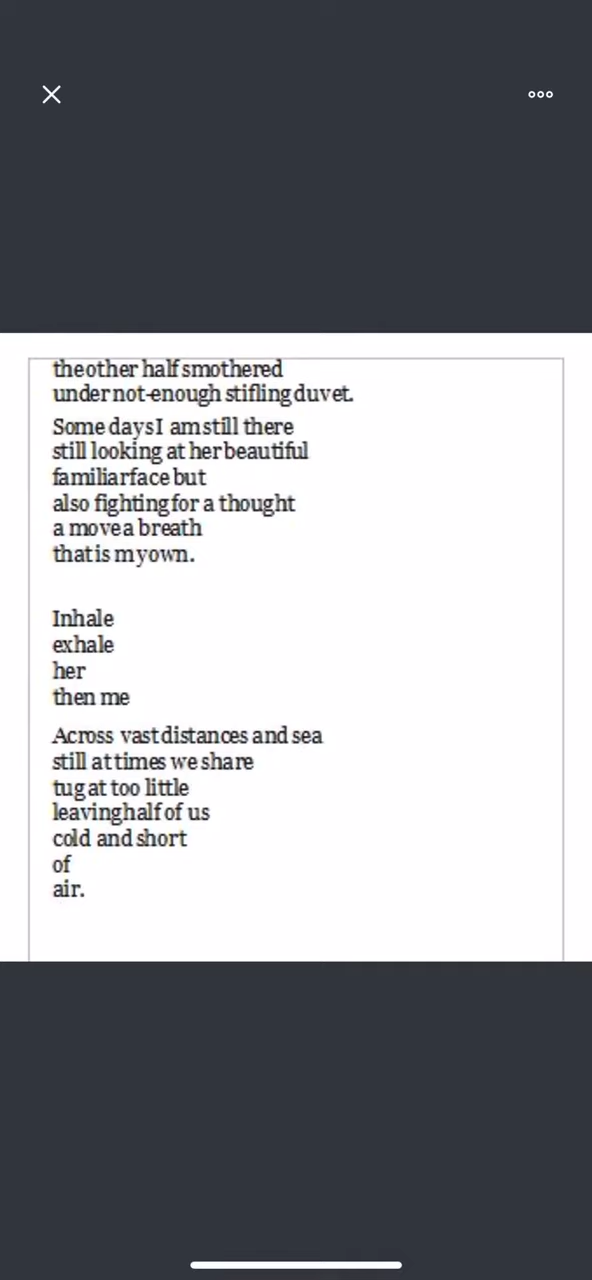 the other half smothered
under not-enough stifling duvet.
Some days I am still there
still looking at her beautiful
familiar face but
also fighting for a thought
a move a breath
that is my own.
Inhale
exhale
her
then me
Across vast distances and sea
still at times we share
tug at too little
leaving half of us
cold and short
of
air.